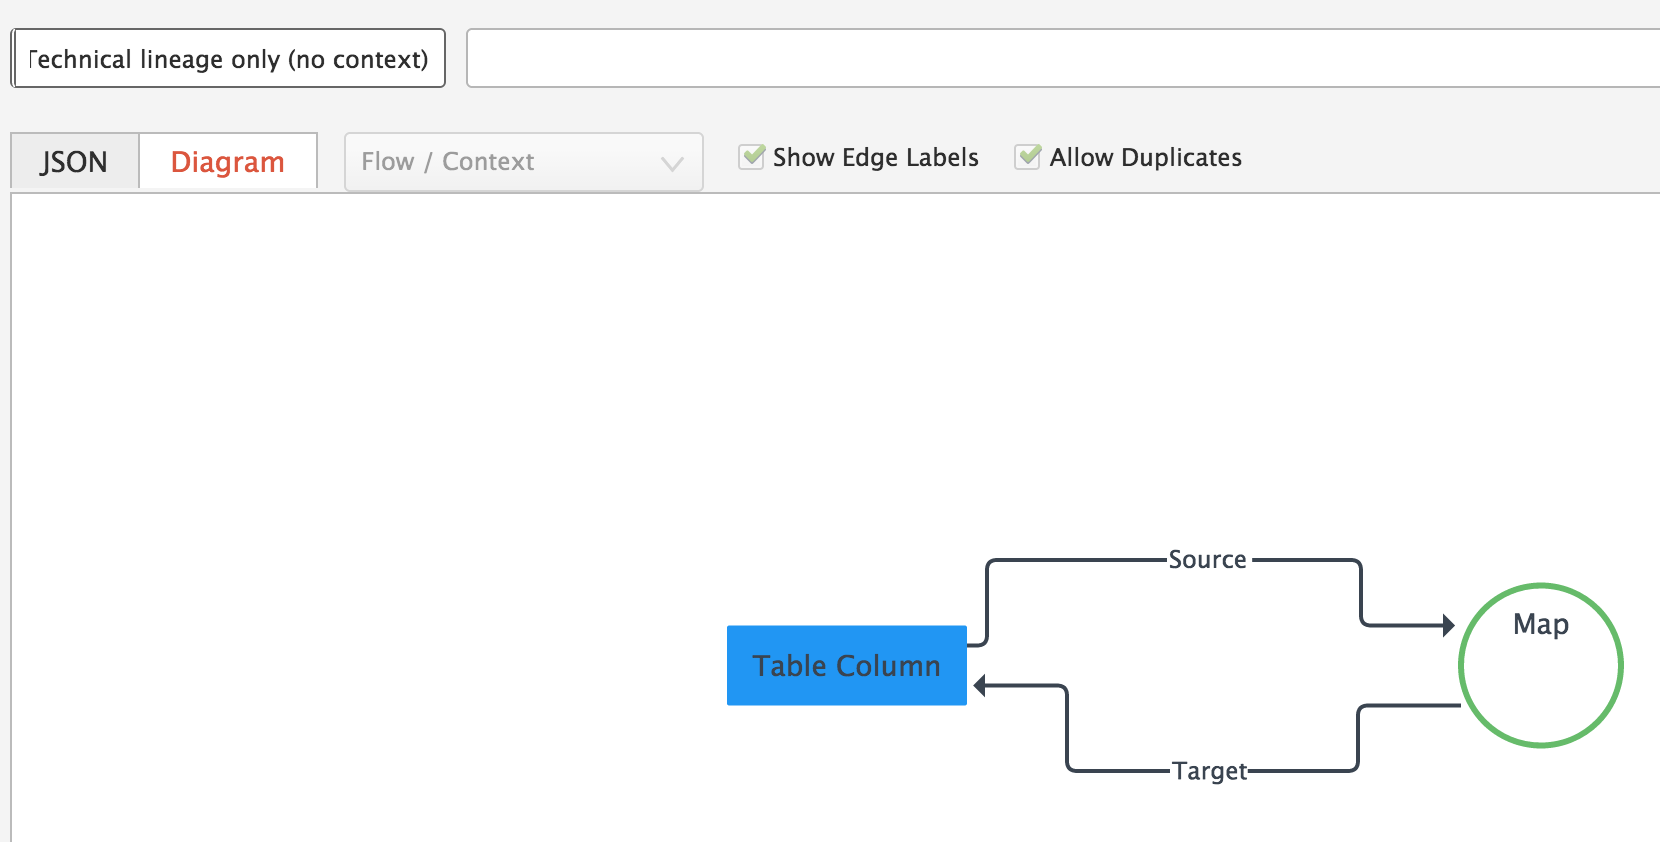 Technical lineage only (no context)
JSON
Diagram
Flow / Context
Show Edge Labels
Allow Duplicates
Source
Map
Table Column
Target